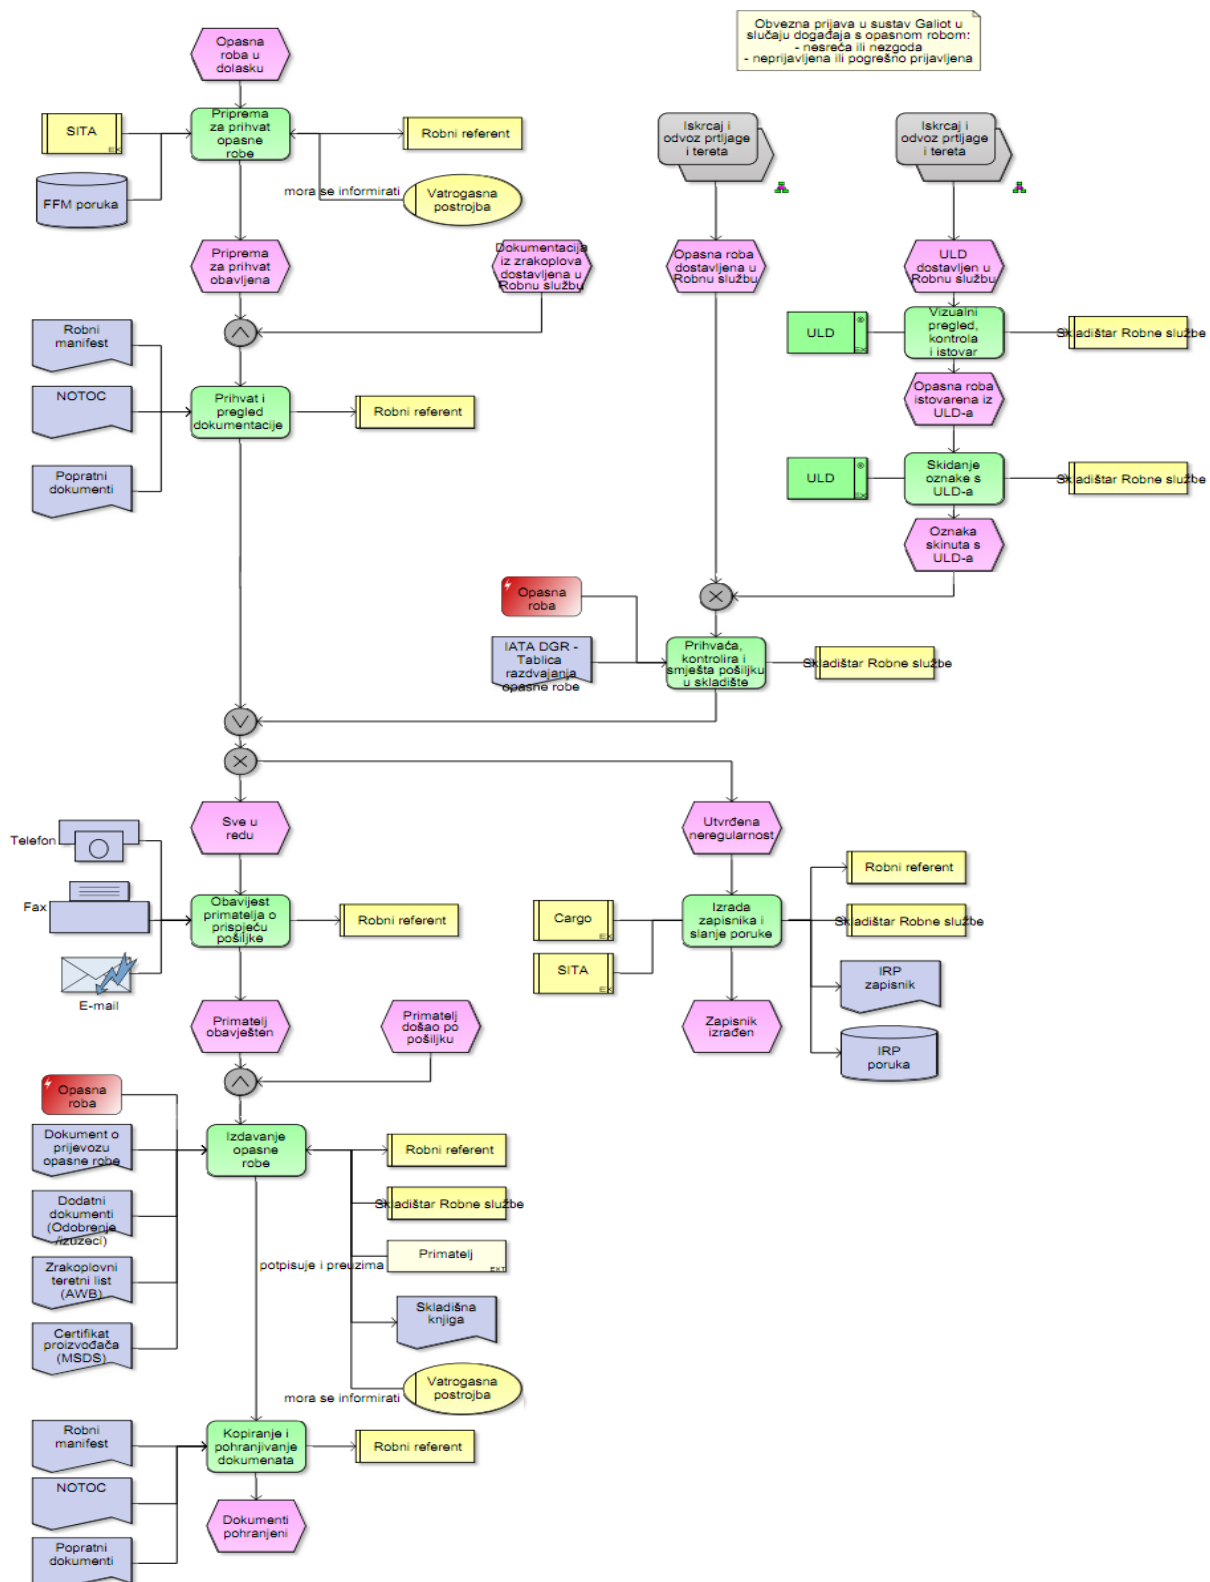 Opasna
roba u
dolasku
Obvezna prijava u sustav Galiot u
slučaju događaja s opasnom robom:
- nesreća ili nezgoda
- neprijavljena ili pogrešno prijavljena
SITA
EX
Priprema
za prihvat
opasne
robe
Robni referent
FFM poruka
mora se informirati
Vatrogasna
postrojba
Iskrcaj i
odvoz prtljage
i tereta
Iskrcaj i
odvoz prtljage
i tereta
Priprema
za prihvat
obavljena
Dokumentacija
iz zrakoplova
dostavljena u
Robnu službu
Opasna roba
dostavljena u
Robnu službu
ULD
dostavljen u
Robnu službu
Robni
manifest
ULD
EX
Vizualni
pregled,
kontrola
i istovar
Skladištar Robne službe
NOTOC
Prihvat i
pregled
dokumentacije
Robni referent
Opasna roba
istovarena iz
ULD-a
Popratni
dokumenti
ULD
EX
Skidanje
oznake s
ULD-a
Skladištar Robne službe
Oznaka
skinuta s
ULD-a
Opasna
roba
IATA DGR -
Tablica
razdvajanja
opasne robe
Prihvaća,
kontrolira i
smješta pošiljku
u skladište
Skladištar Robne službe
Sve u
redu
Utvrđena
neregularnost
Telefon
Fax
E-mail
Obavijest
primatelja o
prispjeću
pošiljke
Robni referent
Cargo
EX
SITA
EX
Izrada
zapisnika i
slanje poruke
Robni referent
Skladištar Robne službe
IRP
zapisnik
IRP
poruka
Primatelj
obavješten
Primatelj
došao po
pošiljku
Zapisnik
izrađen
Opasna
roba
Dokument o
prijevozu
opasne robe
Dodatni
dokumenti
(Odobrenje
/izuzeci)
Zrakoplovni
teretni list
(AWB)
Certifikat
proizvođača
(MSDS)
Izdavanje
opasne
robe
Robni referent
Skladištar Robne službe
potpisuje i preuzima
Primatelj
EXT
Skladišna
knjiga
mora se informirati
Vatrogasna
postrojba
Robni
manifest
NOTOC
Popratni
dokumenti
Kopiranje i
pohranjivanje
dokumenata
Robni referent
Dokumenti
pohranjeni